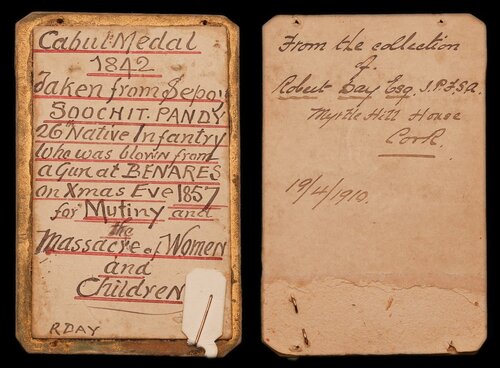 Cabul Medal
1842
Taken from Sepoy
SOOCHIT. PANDY
26th Native Infantry
who was blown from
a Gun at BENARES
on Xmas Eve 1857
for Mutiny and
the
Massacre of Women
and
Children
R DAY
From the collection
of
Robert Day Esq. J.P.F.S.A.
Myrtle Hill House
Cork.
19/4/1910.